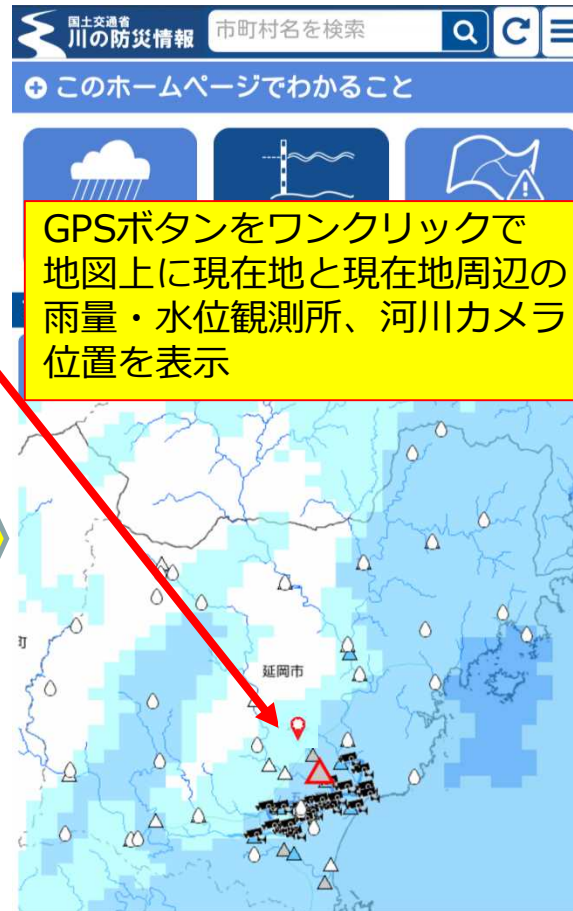 国土交通省
川の防災情報
市町村名を検索
このホームページでわかること
GPSボタンをワンクリックで
地図上に現在地と現在地周辺の
雨量・水位観測所、河川カメラ
位置を表示
町
延岡市